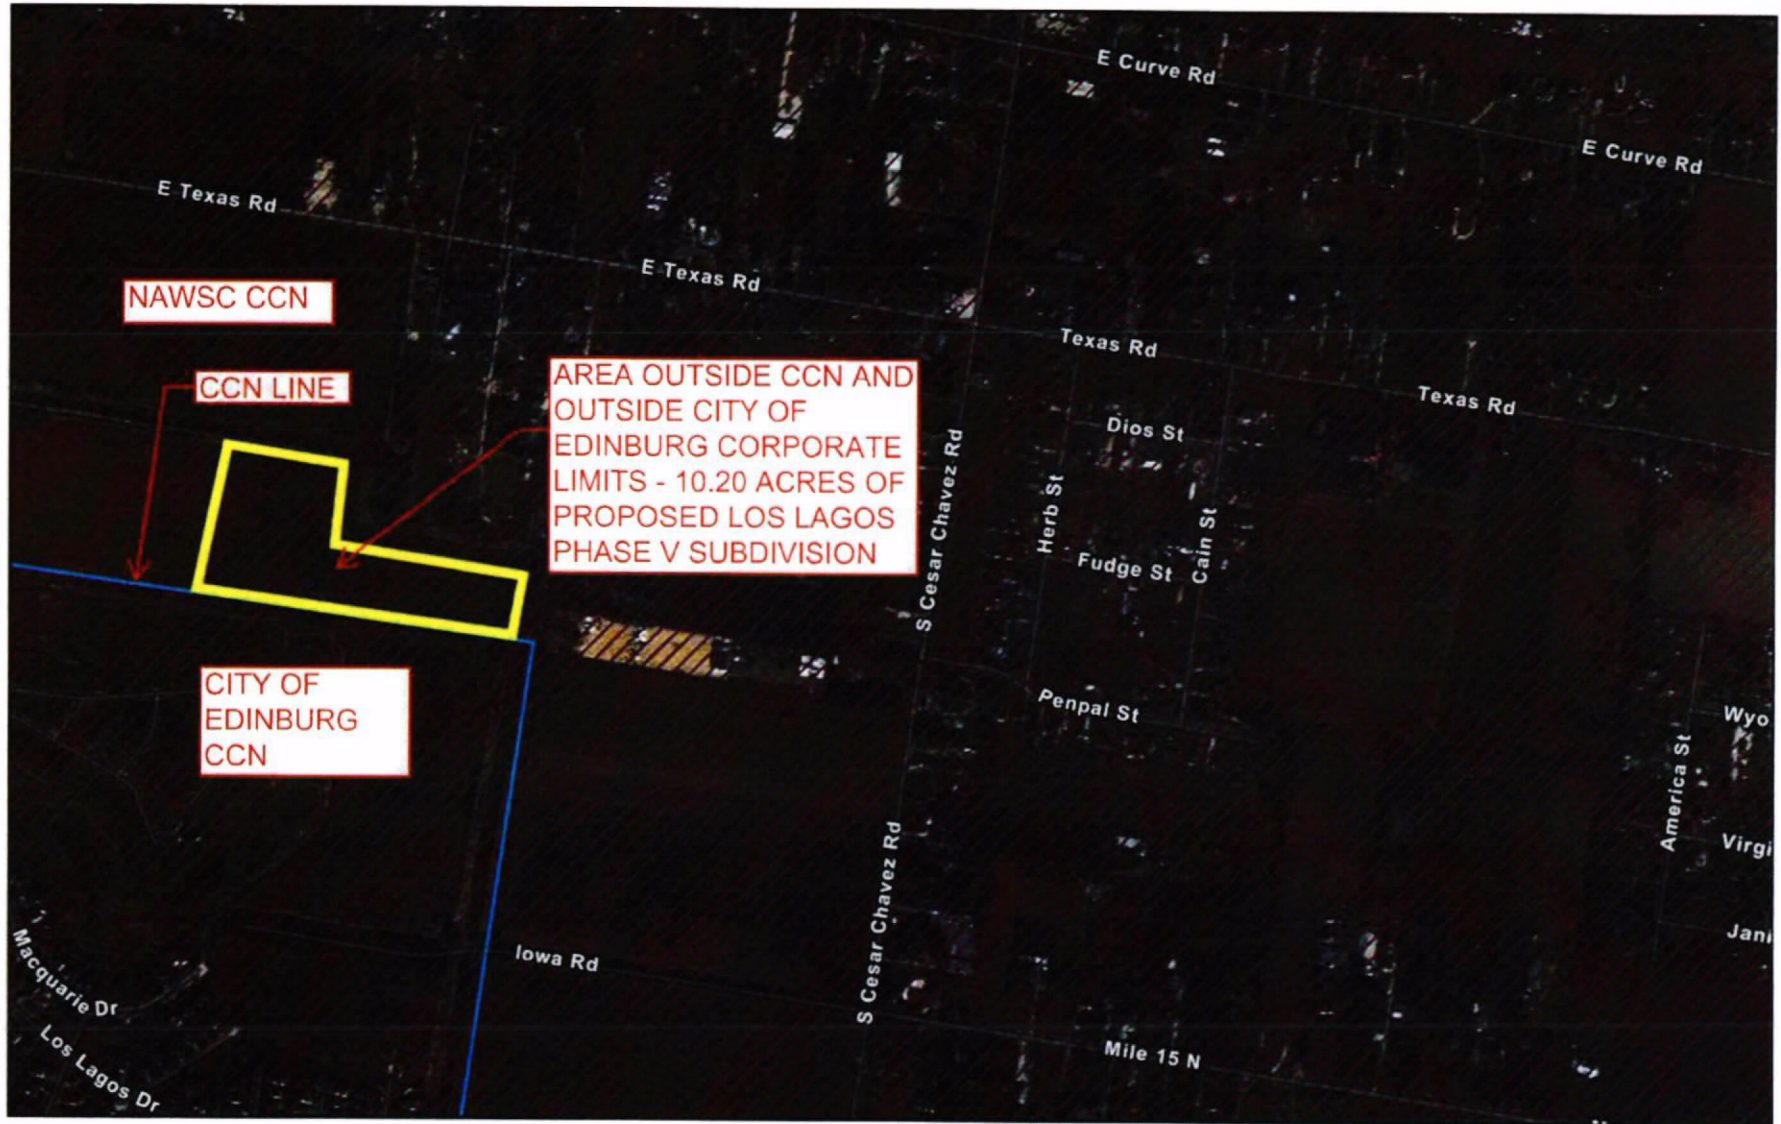 E Curve Rd
E Curve Rd
E Texas Rd
E Texas Rd
NAWSC CCN
CCN LINE
AREA OUTSIDE CCN AND
OUTSIDE CITY OF
EDINBURG CORPORATE
LIMITS - 10.20 ACRES OF
PROPOSED LOS LAGOS
PHASE V SUBDIVISION
Texas Rd
Texas Rd
Dios St
S Cesar Chavez Rd
Herb St
Cain St
Fudge St
CITY OF
EDINBURG
CCN
Penpal St
Wyo
America St
Virgi
Jani
S Cesar Chavez Rd
Iowa Rd
Macquarie Dr
Los Lagos Dr
Mile 15 N